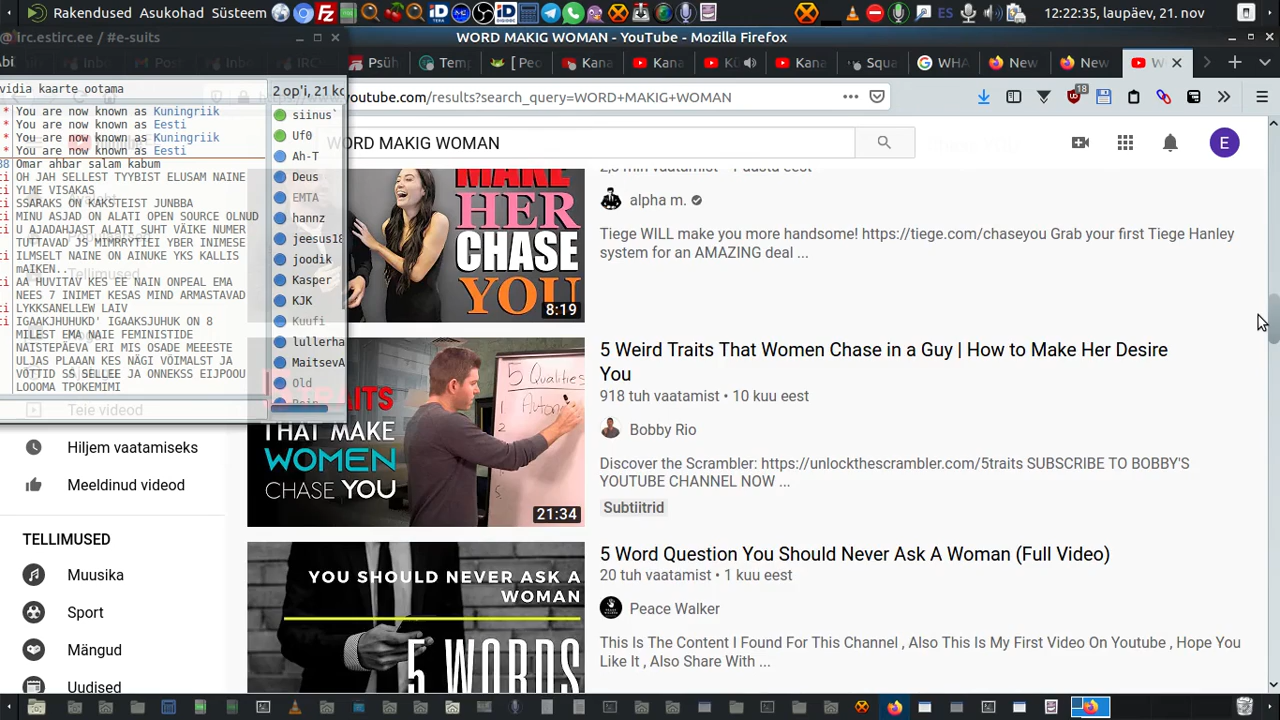 Rakendused Asukohad Süsteem
ES
12:22:35, laupäev, 21. nov
@ irc.estirc.ee / #e-suits
WORD MAKIG WOMAN - YouTube - Mozilla Firefox
vidia kaarte ootama
2 op'i, 21 kc
.youtube.com/results?search_query=WORD+MAKIG+WOMAN
18
* You are now known as Kuningriik
* You are now known as Eesti
* You are now known as Kuningriik
* You are now known as Eesti
38 Omar ahbar salam kabum
OH JAH SELLEST TYYBIST ELUSAM NAINE
YLME VISAKAS
SSARAKS ON KAKSTEIST JUNBBA
MINU ASJAD ON ALATI OPEN SOURCE OLNUD
U AJADAHJAST ALATI SUHT VÄIKE NUMER
TUTTAVAD JS MIMRRYTIEI YBER INIMESE
ILMSELT NAINE ON AINUKE YKS KALLIS
mAIKEN..
AA HUVITAV KES EE NAIN ONPEAL EMA
NEES 7 INIMET KESAS MIND ARMASTAVAD
LYKKSANELLEW LAIV
IGAAKJHUHUKD' IGAAKSJUHUK ON 8
MILEST EMA NAIE FEMINISTIDE
NAISTEPÄEVA ERI MIS OSADE MEEESTE
ULJAS PLAAAN KES NÄGI VÕIMALST JA
VÕTTID SS SELLEE JA ONNEKSS EIJPOOU
LOOOMA TPOKEMIMI
siinus`
Uf0
Ah-T
Deus
EMTA
hannz
jeesus18
joodik
Kasper
KJK
Kuufi
lullerha
MaitsevA
Old
Tellimused
Teie videod
Hiljem vaatamiseks
Meeldinud videod
TELLIMUSED
Muusika
Sport
Mängud
Uudised
WORD MAKIG WOMAN
E
MAKE
HER
CHASE
YOU
8:19
alpha m.
Tiege WILL make you more handsome! https://tiege.com/chaseyou Grab your first Tiege Hanley
system for an AMAZING deal ...
THAT MAKE
WOMEN
CHASE YOU
5 Qualities
21:34
5 Weird Traits That Women Chase in a Guy | How to Make Her Desire
You
918 tuh vaatamist • 10 kuu eest
Bobby Rio
Discover the Scrambler: https://unlockthescrambler.com/5traits SUBSCRIBE TO BOBBY'S
YOUTUBE CHANNEL NOW ...
Subtiitrid
YOU SHOULD NEVER ASK A
WOMAN
5 WORDS
5 Word Question You Should Never Ask A Woman (Full Video)
20 tuh vaatamist • 1 kuu eest
Peace Walker
This Is The Content I Found For This Channel , Also This Is My First Video On Youtube , Hope You
Like It , Also Share With ...